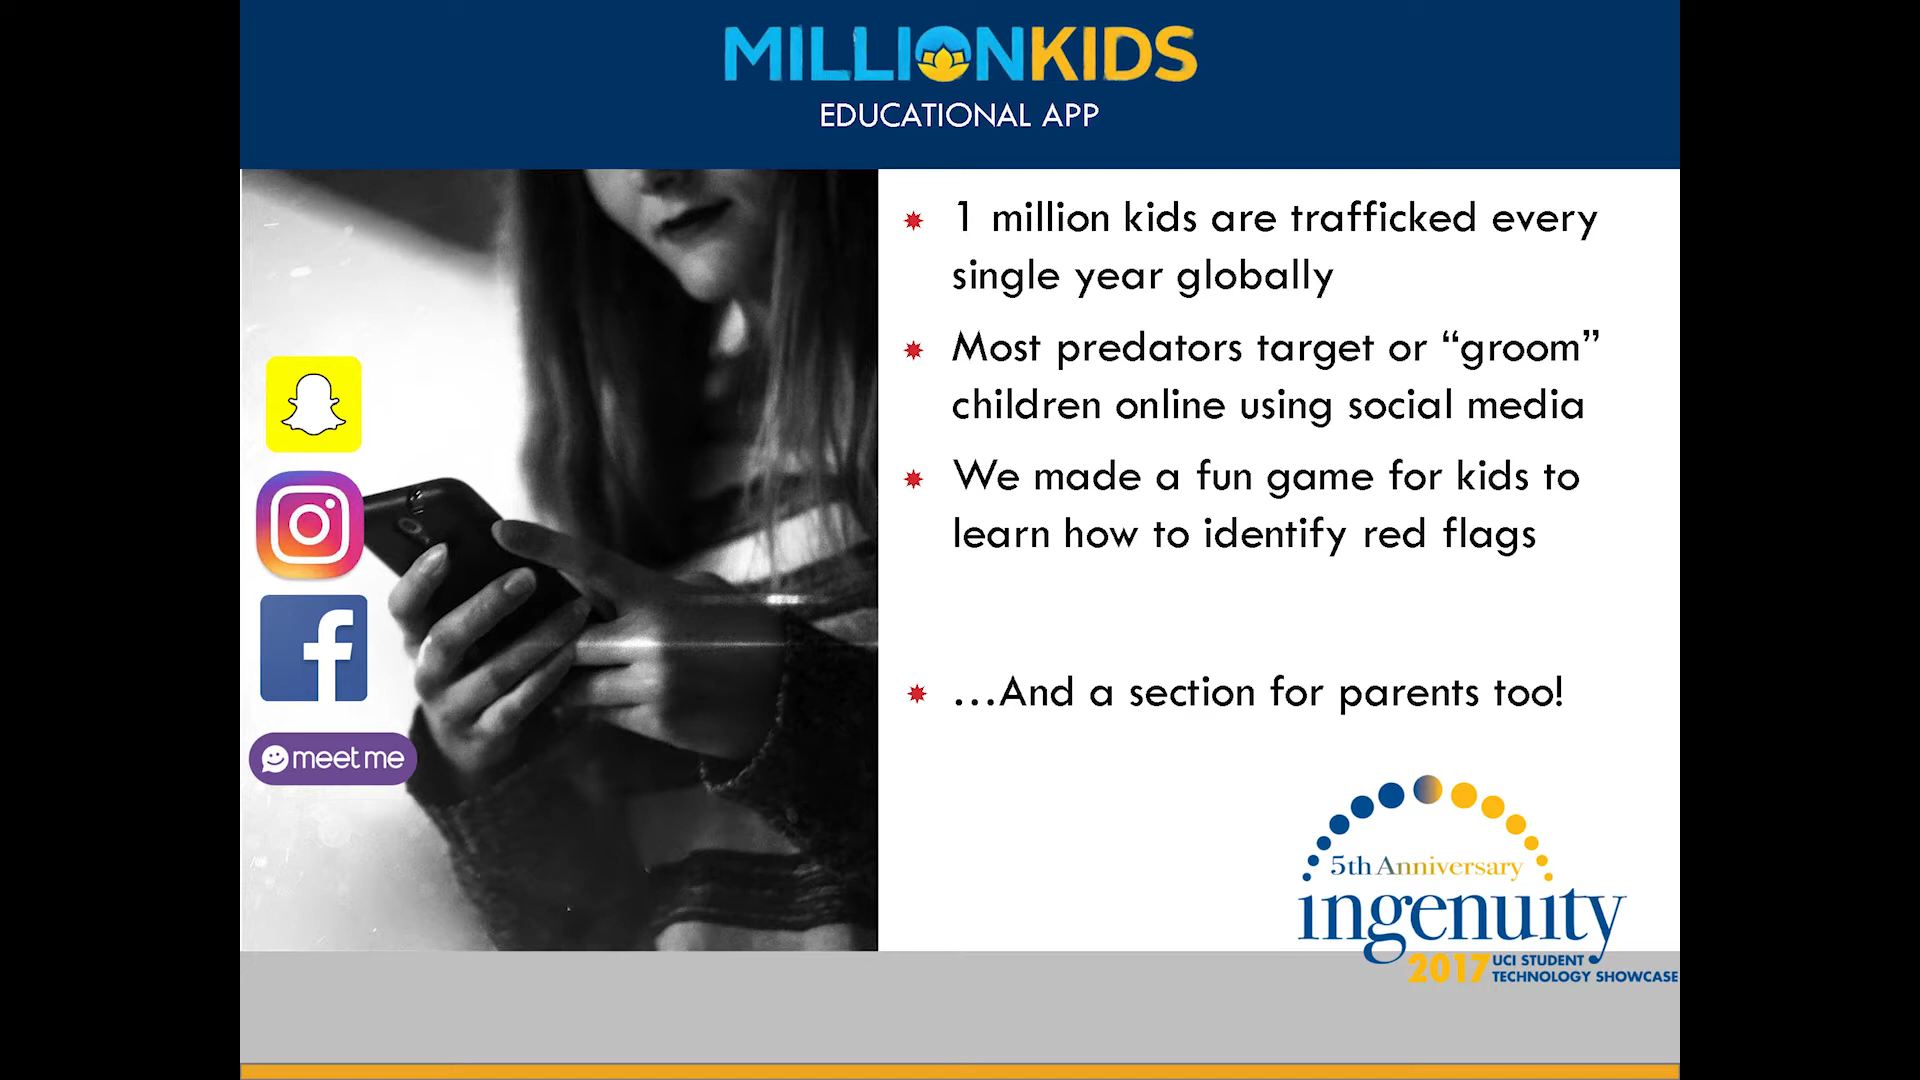 MILLIONKIDS
EDUCATIONAL APP
1 million kids are trafficked every
single year globally
Most predators target or “groom”
children online using social media
We made a fun game for kids to
learn how to identify red flags
…And a section for parents too!
meetme
5th Anniversary
ingenuity
2017 UCI STUDENT
TECHNOLOGY SHOWCASE